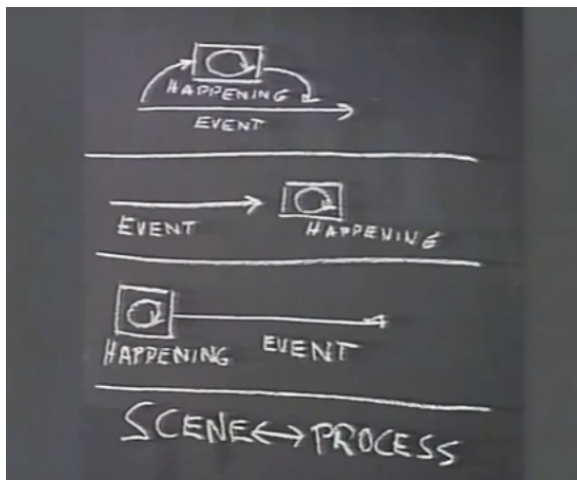 HAPPENING
EVENT
EVENT
HAPPENING
HAPPENING EVENT
SCENE↔PROCESS